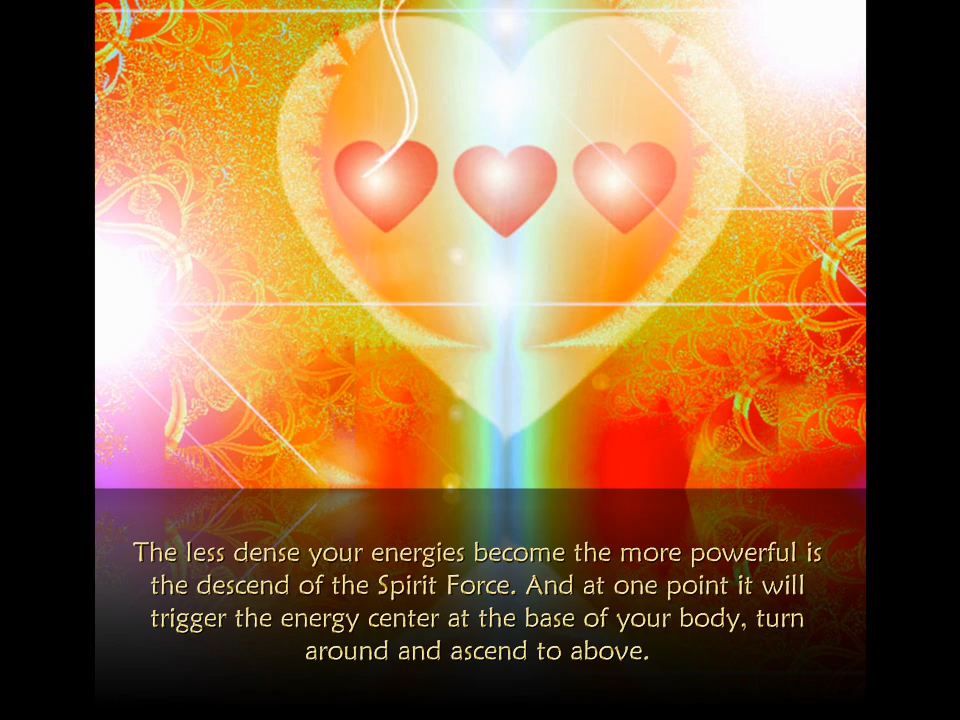 The less dense your energies become the more powerful is
the descend of the Spirit Force. And at one point it will
trigger the energy center at the base of your body, turn
around and ascend to above.